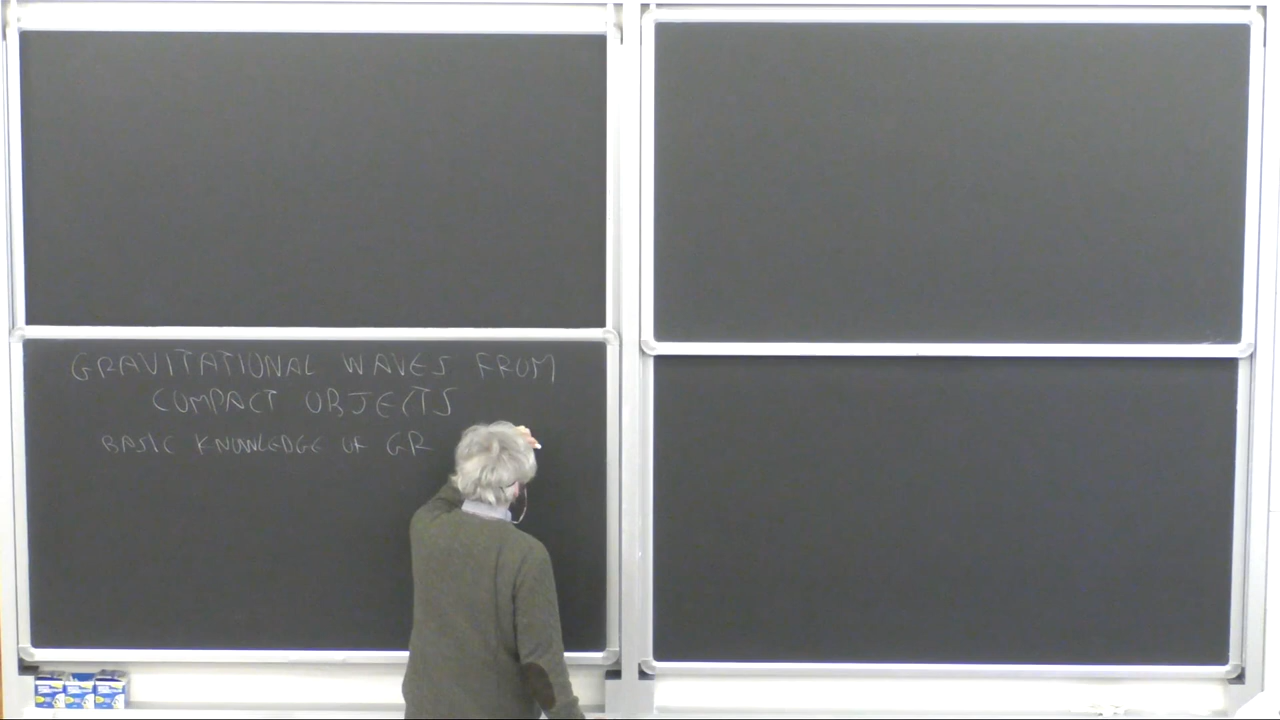 GRAVITATIONAL WAVES FROM
COMPACT OBJECTS
BASIC KNOWLEDGE OF GR